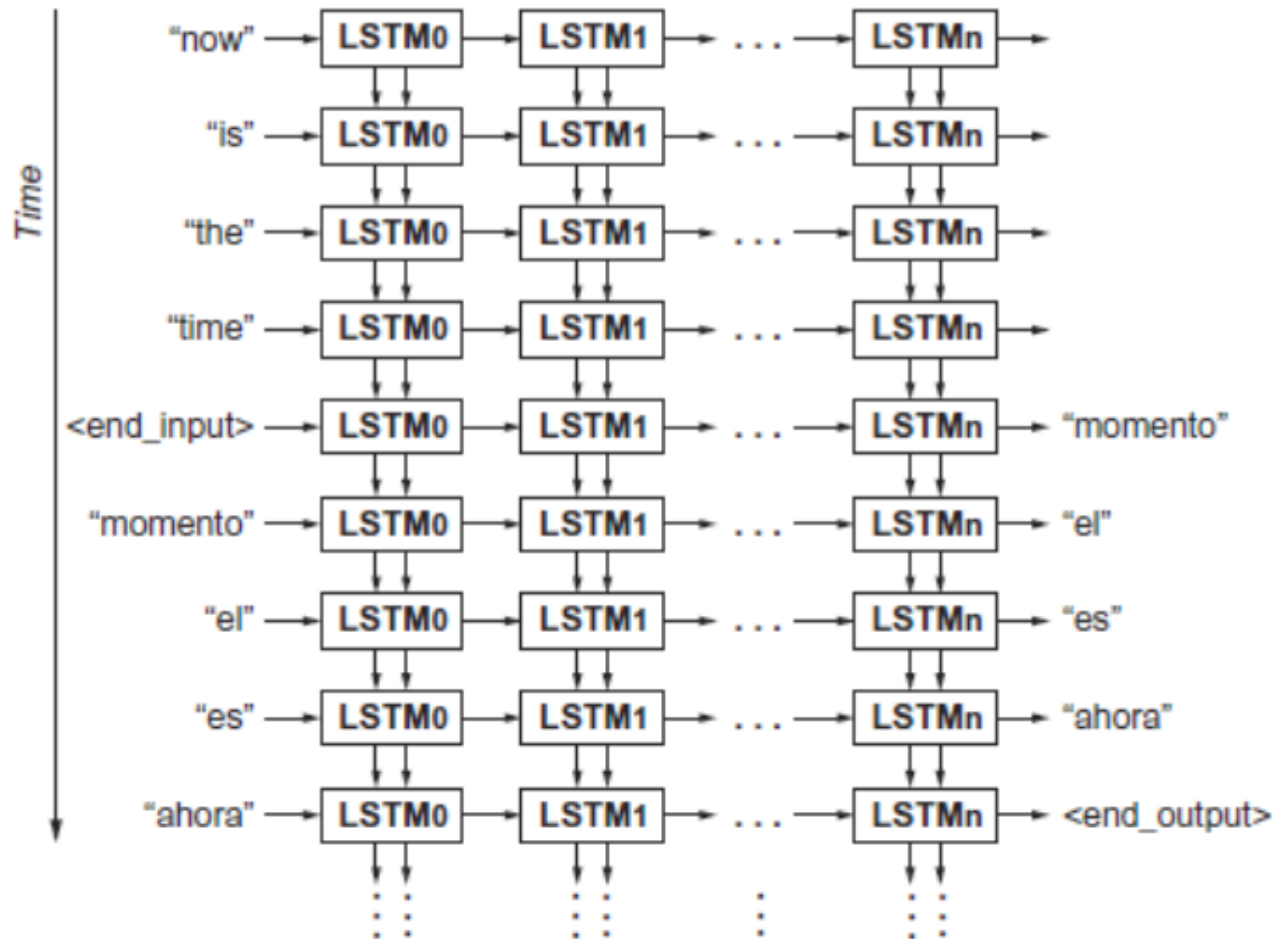 Time
“now” LSTM0 LSTM1 . . . LSTMn
“is” LSTM0 LSTM1 . . . LSTMn
“the” LSTM0 LSTM1 . . . LSTMn
“time” LSTM0 LSTM1 . . . LSTMn
<end_input> LSTM0 LSTM1 . . . LSTMn “momento”
“momento” LSTM0 LSTM1 . . . LSTMn “el”
“el” LSTM0 LSTM1 . . . LSTMn “es”
“es” LSTM0 LSTM1 . . . LSTMn “ahora”
“ahora” LSTM0 LSTM1 . . . LSTMn <end_output>